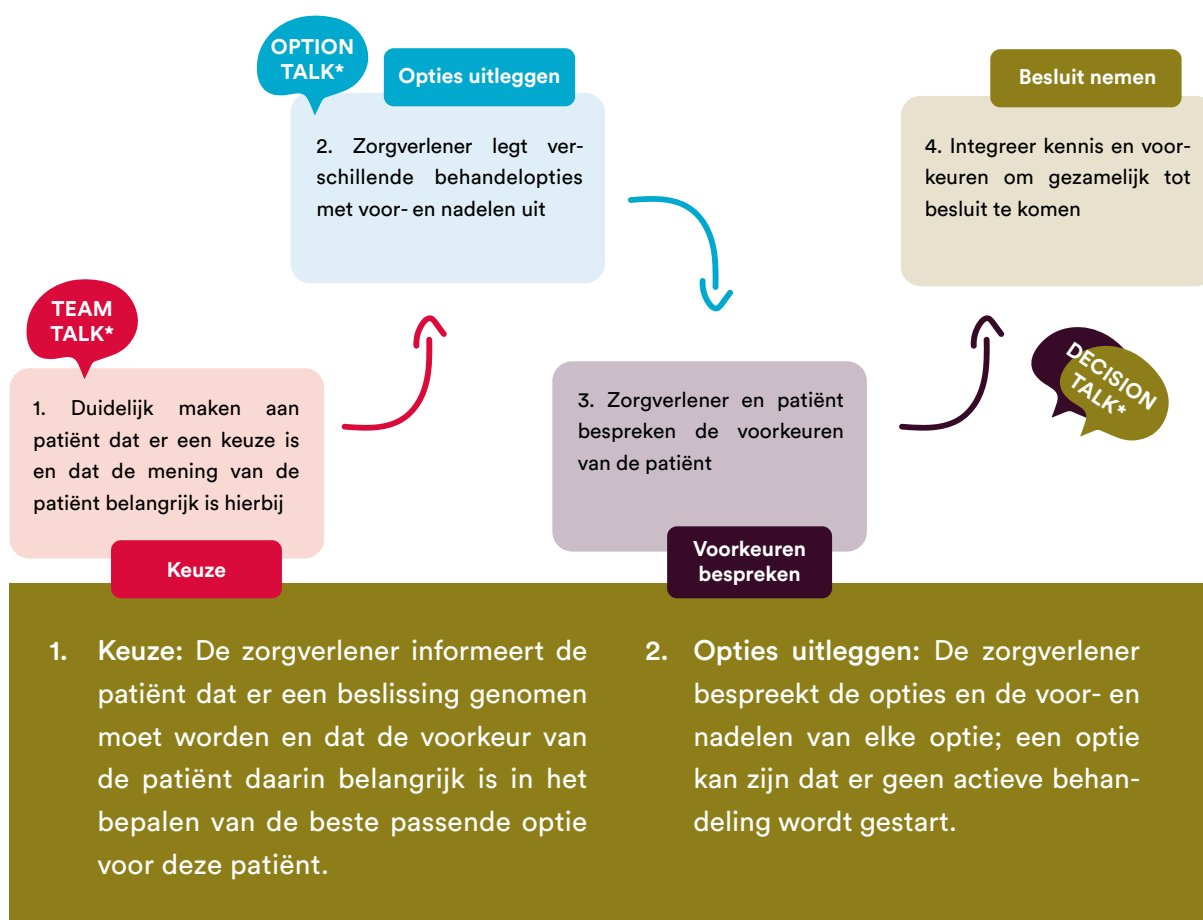 OPTION
TALK*
Opties uitleggen
2. Zorgverlener legt ver-
schillende behandelopties
met voor- en nadelen uit
Besluit nemen
4. Integreer kennis en voor-
keuren om gezamelijk tot
besluit te komen
TEAM
TALK*
1. Duidelijk maken aan
patiënt dat er een keuze is
en dat de mening van de
patiënt belangrijk is hierbij
Keuze
3. Zorgverlener en patiënt
bespreken de voorkeuren
van de patiënt
Voorkeuren
bespreken
DECISION
TALK*
1. Keuze: De zorgverlener informeert de
patiënt dat er een beslissing genomen
moet worden en dat de voorkeur van
de patiënt daarin belangrijk is in het
bepalen van de beste passende optie
voor deze patiënt.
2. Opties uitleggen: De zorgverlener
bespreekt de opties en de voor- en
nadelen van elke optie; een optie
kan zijn dat er geen actieve behan-
deling wordt gestart.